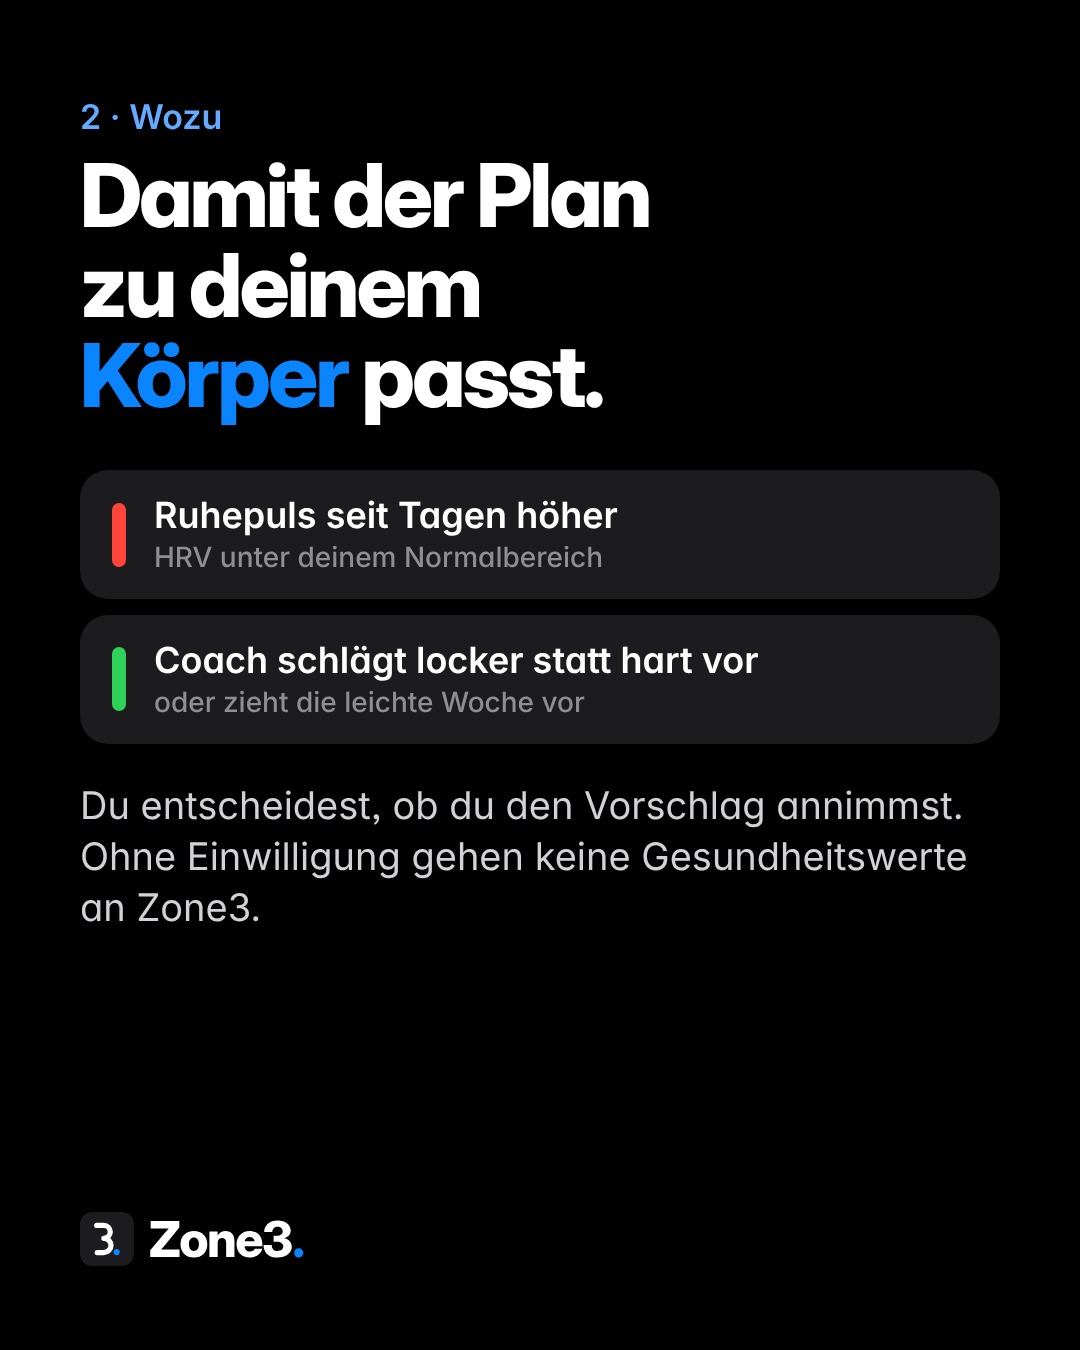 2 · Wozu
Damit der Plan
zu deinem
Körper passt.
Ruhepuls seit Tagen höher
HRV unter deinem Normalbereich
Coach schlägt locker statt hart vor
oder zieht die leichte Woche vor
Du entscheidest, ob du den Vorschlag annimmst.
Ohne Einwilligung gehen keine Gesundheitswerte
an Zone3.
3. Zone3.